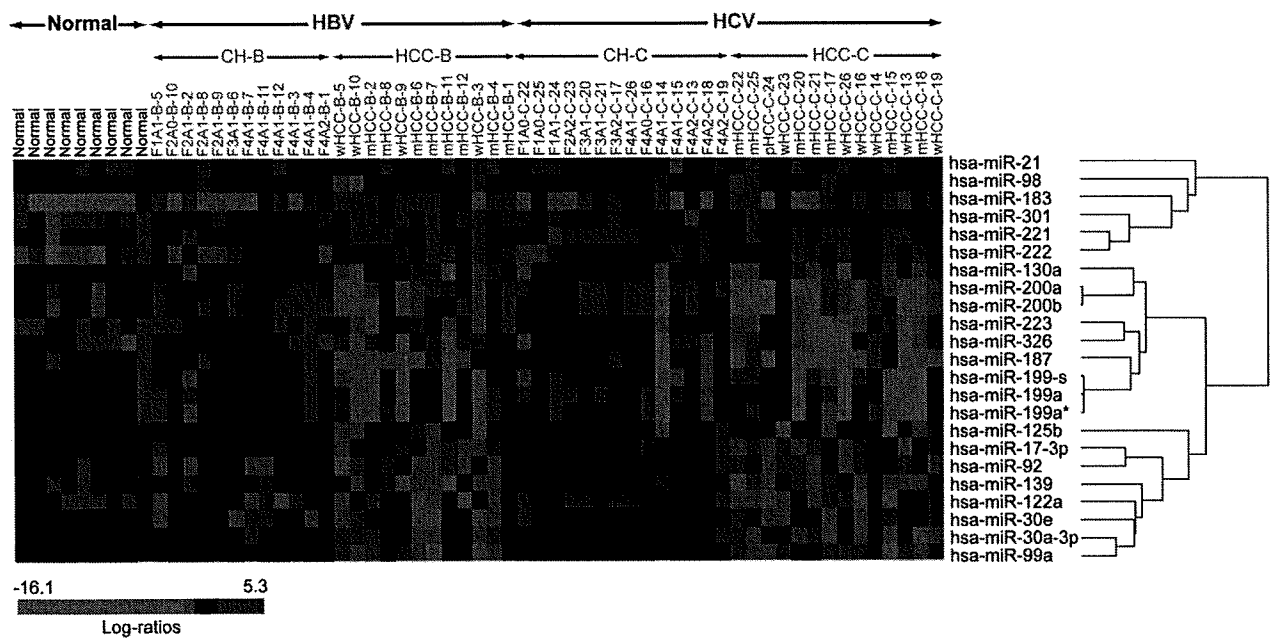 Normal
HBV
HCV
CH-B
HCC-B
CH-C
HCC-C
Normal
Normal
Normal
Normal
Normal
Normal
Normal
Normal
Normal
F1A1-B-5
F2A0-B-10
F2A1-B-2
F2A1-B-8
F2A1-B-9
F3A1-B-6
F4A1-B-7
F4A1-B-11
F4A1-B-12
F4A1-B-3
F4A1-B-4
F4A2-B-1
wHCC-B-5
wHCC-B-10
mHCC-B-2
mHCC-B-8
wHCC-B-9
mHCC-B-6
mHCC-B-7
mHCC-B-11
mHCC-B-12
wHCC-B-3
mHCC-B-4
mHCC-B-1
F1A0-C-22
F1A0-C-25
F1A1-C-24
F2A2-C-23
F3A1-C-20
F3A1-C-21
F3A2-C-17
F4A1-C-26
F4A0-C-16
F4A1-C-14
F4A1-C-15
F4A2-C-13
F4A2-C-18
F4A2-C-19
mHCC-C-22
mHCC-C-25
pHCC-C-24
wHCC-C-23
mHCC-C-20
mHCC-C-21
mHCC-C-17
wHCC-C-26
wHCC-C-16
wHCC-C-14
mHCC-C-15
wHCC-C-13
mHCC-C-18
wHCC-C-19
hsa-miR-21
hsa-miR-98
hsa-miR-183
hsa-miR-301
hsa-miR-221
hsa-miR-222
hsa-miR-130a
hsa-miR-200a
hsa-miR-200b
hsa-miR-223
hsa-miR-326
hsa-miR-187
hsa-miR-199-s
hsa-miR-199a
hsa-miR-199a*
hsa-miR-125b
hsa-miR-17-3p
hsa-miR-92
hsa-miR-139
hsa-miR-122a
hsa-miR-30e
hsa-miR-30a-3p
hsa-miR-99a
-16.1
5.3
Log-ratios